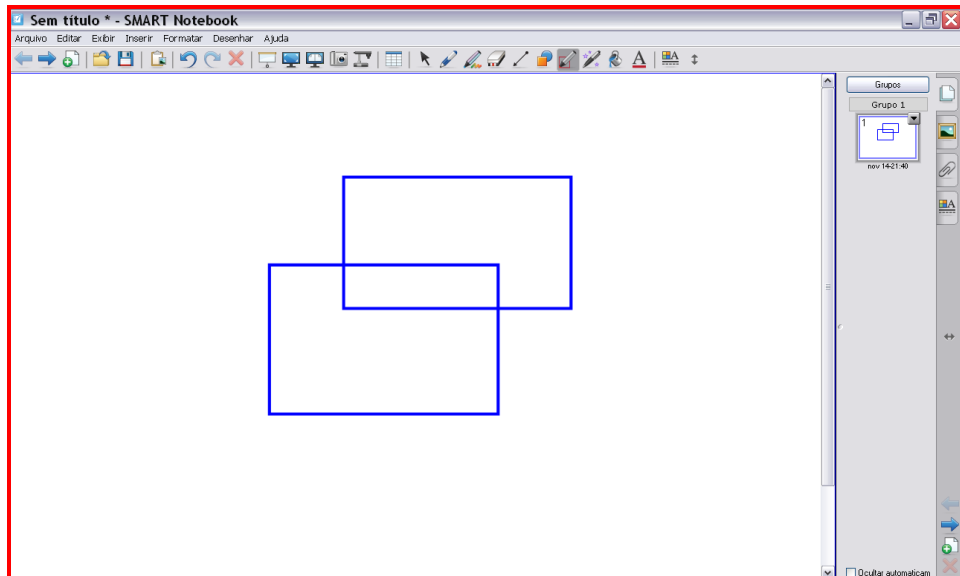 Sem título * - SMART Notebook
Arquivo Editar Exibir Inserir Formatar Desenhar Ajuda
Grupos
Grupo 1
1
nov 14-21:40
Ocultar automaticam